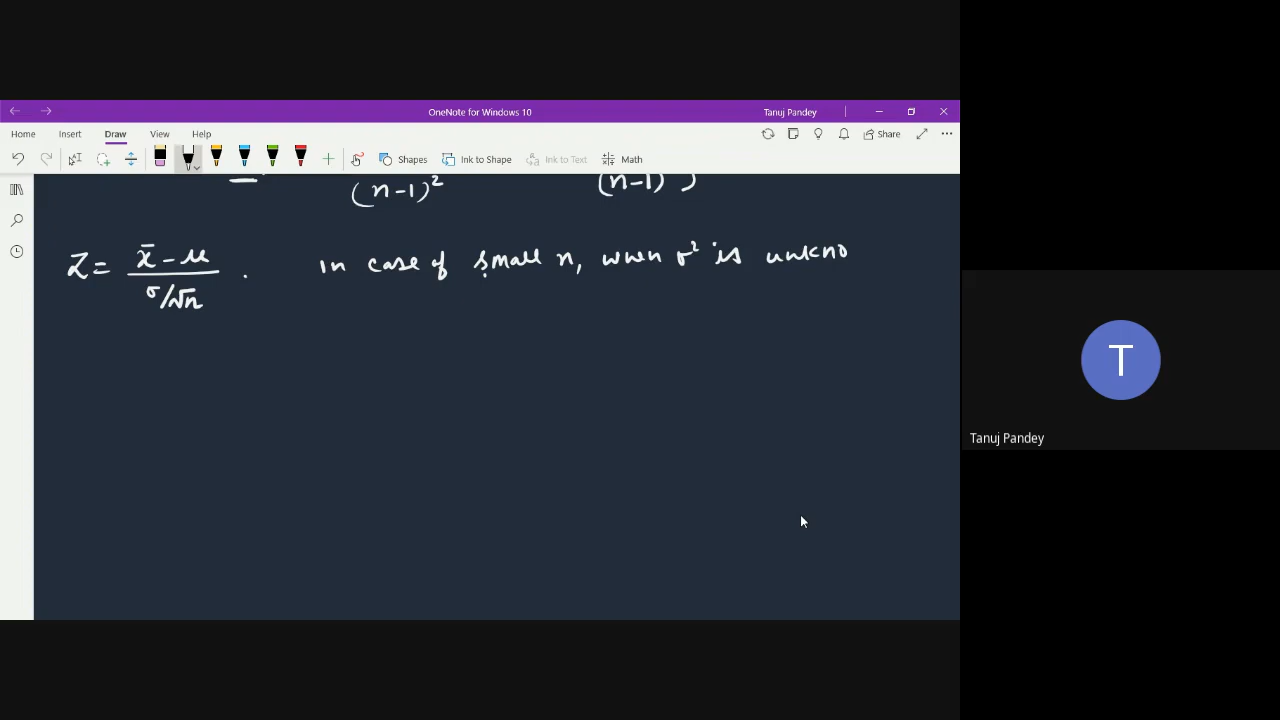 OneNote for Windows 10
Tanuj Pandey
Home Insert Draw View Help
Share
Shapes Ink to Shape Ink to Text Math
(n-1)² (n-1) )
Z = (x̄ - μ) / (σ/√n) . In case of small n, when σ² is unkno
T
Tanuj Pandey